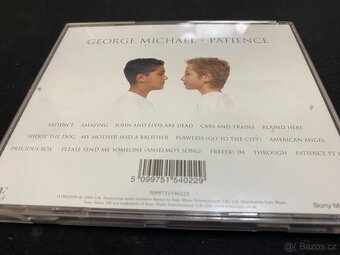 GEORGE MICHAEL · PATIENCE
PATIENCE AMAZING JOHN AND ELVIS ARE DEAD CARS AND TRAINS ROUND HERE
SHOOT THE DOG MY MOTHER HAD A BROTHER FLAWLESS (GO TO THE CITY) AMERICAN ANGEL
PRECIOUS BOX PLEASE SEND ME SOMEONE (ANSELMO'S SONG) FREEEK! '04 THROUGH PATIENCE PT
5099751540229
5 099751 540229
Sony M
bazoš.cz